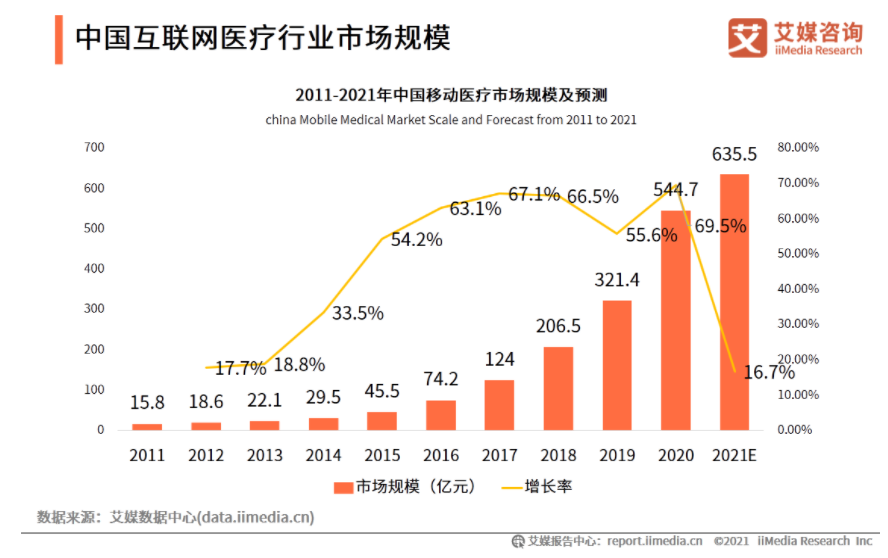 中国互联网医疗行业市场规模
艾 艾媒咨询
iiMedia Research
2011-2021年中国移动医疗市场规模及预测
china Mobile Medical Market Scale and Forecast from 2011 to 2021
700
600
500
400
300
200
100
0
80.00%
70.00%
60.00%
50.00%
40.00%
30.00%
20.00%
10.00%
0.00%
15.8 18.6 22.1 29.5 45.5 74.2 124 206.5 321.4 544.7 635.5
17.7% 18.8% 33.5% 54.2% 63.1% 67.1% 66.5% 55.6% 69.5% 16.7%
2011 2012 2013 2014 2015 2016 2017 2018 2019 2020 2021E
市场规模（亿元） 增长率
数据来源：艾媒数据中心(data.iimedia.cn)
艾媒报告中心：report.iimedia.cn ©2021 iiMedia Research Inc